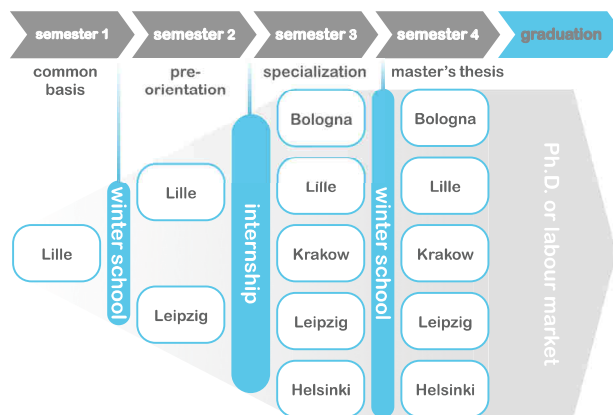 semester 1
semester 2
semester 3
semester 4
graduation
common
basis
pre-
orientation
specialization
master's thesis
Lille
winter school
Lille
Leipzig
internship
Bologna
Lille
Krakow
Leipzig
Helsinki
winter school
Bologna
Lille
Krakow
Leipzig
Helsinki
Ph.D. or labour
market